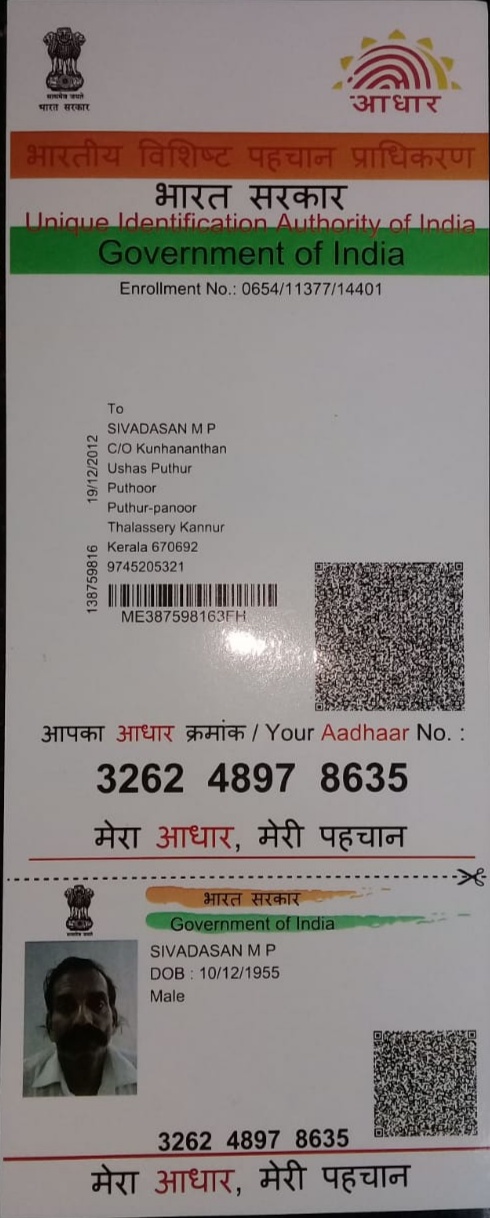 सत्यमेव जयते
भारत सरकार
आधार
भारतीय विशिष्ट पहचान प्राधिकरण
भारत सरकार
Unique Identification Authority of India
Government of India
Enrollment No.: 0654/11377/14401
To
SIVADASAN M P
C/O Kunhananthan
Ushas Puthur
Puthoor
Puthur-panoor
Thalassery Kannur
Kerala 670692
9745205321
19/12/2012
138759816
ME387598163FH
आपका आधार क्रमांक / Your Aadhaar No. :
3262 4897 8635
मेरा आधार, मेरी पहचान
भारत सरकार
Government of India
SIVADASAN M P
DOB : 10/12/1955
Male
3262 4897 8635
मेरा आधार, मेरी पहचान